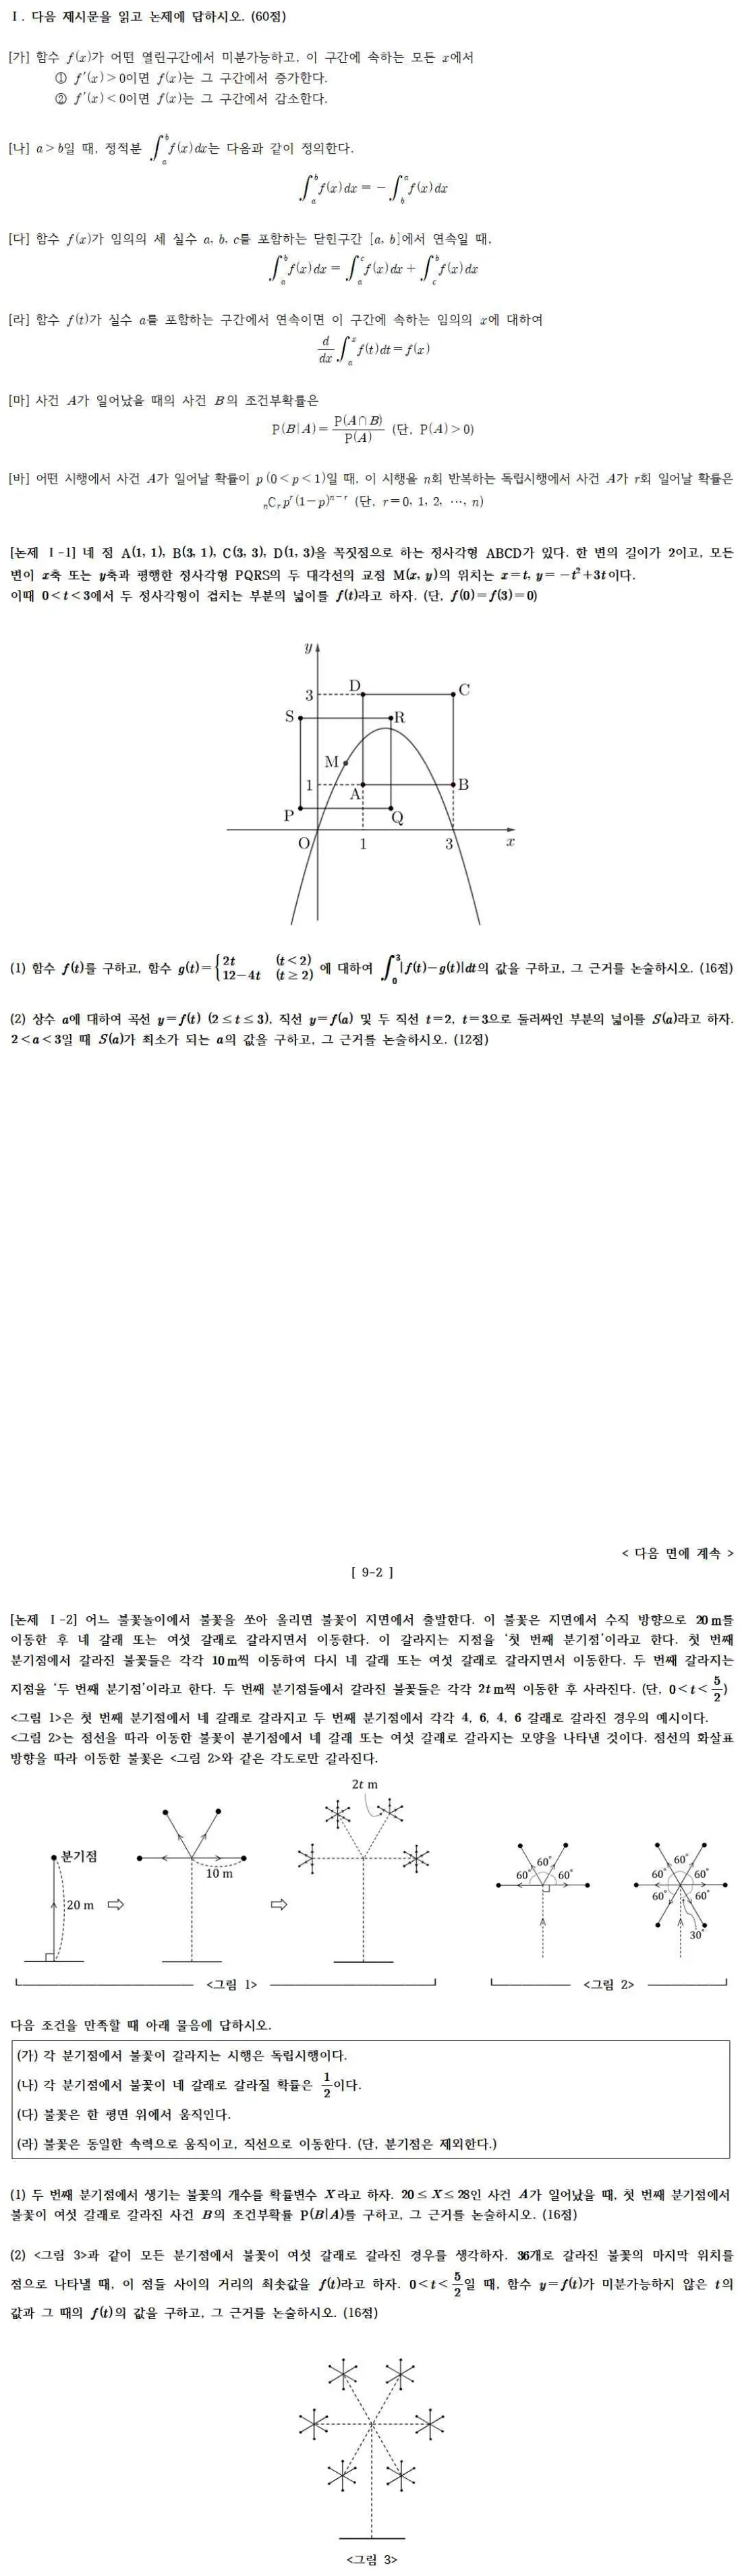 Ⅰ. 다음 제시문을 읽고 논제에 답하시오. (60점)
[가] 함수 f(x)가 어떤 열린구간에서 미분가능하고, 이 구간에 속하는 모든 x에서
① f′(x)>0이면 f(x)는 그 구간에서 증가한다.
② f′(x)<0이면 f(x)는 그 구간에서 감소한다.
[나] a>b일 때, 정적분 ∫_a^b f(x)dx는 다음과 같이 정의한다.
∫_a^b f(x)dx = −∫_b^a f(x)dx
[다] 함수 f(x)가 임의의 세 실수 a, b, c를 포함하는 닫힌구간 [a, b]에서 연속일 때,
∫_a^b f(x)dx = ∫_a^c f(x)dx + ∫_c^b f(x)dx
[라] 함수 f(t)가 실수 a를 포함하는 구간에서 연속이면 이 구간에 속하는 임의의 x에 대하여
d/dx ∫_a^x f(t)dt = f(x)
[마] 사건 A가 일어났을 때의 사건 B의 조건부확률은
P(B|A) = P(A∩B)/P(A) (단, P(A)>0)
[바] 어떤 시행에서 사건 A가 일어날 확률이 p (0<p<1)일 때, 이 시행을 n회 반복하는 독립시행에서 사건 A가 r회 일어날 확률은
nCr p^r (1−p)^(n−r) (단, r=0, 1, 2, ⋯, n)
[논제 Ⅰ-1] 네 점 A(1, 1), B(3, 1), C(3, 3), D(1, 3)을 꼭짓점으로 하는 정사각형 ABCD가 있다. 한 변의 길이가 2이고, 모든
변이 x축 또는 y축과 평행한 정사각형 PQRS의 두 대각선의 교점 M(x, y)의 위치는 x=t, y=−t²+3t이다.
이때 0<t<3에서 두 정사각형이 겹치는 부분의 넓이를 f(t)라고 하자. (단, f(0)=f(3)=0)
y
D
C
3
S
R
M
1
A
B
P
Q
O
1
3
x
(1) 함수 f(t)를 구하고, 함수 g(t)={2t (t<2), 12−4t (t≥2)에 대하여 ∫_0^3 |f(t)−g(t)|dt의 값을 구하고, 그 근거를 논술하시오. (16점)
(2) 상수 a에 대하여 곡선 y=f(t) (2≤t≤3), 직선 y=f(a) 및 두 직선 t=2, t=3으로 둘러싸인 부분의 넓이를 S(a)라고 하자.
2<a<3일 때 S(a)가 최소가 되는 a의 값을 구하고, 그 근거를 논술하시오. (12점)
< 다음 면에 계속 >
[ 9-2 ]
[논제 Ⅰ-2] 어느 불꽃놀이에서 불꽃을 쏘아 올리면 불꽃이 지면에서 출발한다. 이 불꽃은 지면에서 수직 방향으로 20 m를
이동한 후 네 갈래 또는 여섯 갈래로 갈라지면서 이동한다. 이 갈라지는 지점을 ‘첫 번째 분기점’이라고 한다. 첫 번째
분기점에서 갈라진 불꽃들은 각각 10 m씩 이동하여 다시 네 갈래 또는 여섯 갈래로 갈라지면서 이동한다. 두 번째 갈라지는
지점을 ‘두 번째 분기점’이라고 한다. 두 번째 분기점들에서 갈라진 불꽃들은 각각 2t m씩 이동한 후 사라진다. (단, 0<t<5/2)
<그림 1>은 첫 번째 분기점에서 네 갈래로 갈라지고 두 번째 분기점에서 각각 4, 6, 4, 6 갈래로 갈라진 경우의 예시이다.
<그림 2>는 점선을 따라 이동한 불꽃이 분기점에서 네 갈래 또는 여섯 갈래로 갈라지는 모양을 나타낸 것이다. 점선의 화살표
방향을 따라 이동한 불꽃은 <그림 2>와 같은 각도로만 갈라진다.
2t m
분기점
10 m
20 m
60°
60°
60°
60°
60°
60°
60°
60°
30°
<그림 1>
<그림 2>
다음 조건을 만족할 때 아래 물음에 답하시오.
(가) 각 분기점에서 불꽃이 갈라지는 시행은 독립시행이다.
(나) 각 분기점에서 불꽃이 네 갈래로 갈라질 확률은 1/2이다.
(다) 불꽃은 한 평면 위에서 움직인다.
(라) 불꽃은 동일한 속력으로 움직이고, 직선으로 이동한다. (단, 분기점은 제외한다.)
(1) 두 번째 분기점에서 생기는 불꽃의 개수를 확률변수 X라고 하자. 20≤X≤28인 사건 A가 일어났을 때, 첫 번째 분기점에서
불꽃이 여섯 갈래로 갈라진 사건 B의 조건부확률 P(B|A)를 구하고, 그 근거를 논술하시오. (16점)
(2) <그림 3>과 같이 모든 분기점에서 불꽃이 여섯 갈래로 갈라진 경우를 생각하자. 36개로 갈라진 불꽃의 마지막 위치를
점으로 나타낼 때, 이 점들 사이의 거리의 최솟값을 f(t)라고 하자. 0<t<5/2일 때, 함수 y=f(t)가 미분가능하지 않은 t의
값과 그 때의 f(t)의 값을 구하고, 그 근거를 논술하시오. (16점)
<그림 3>